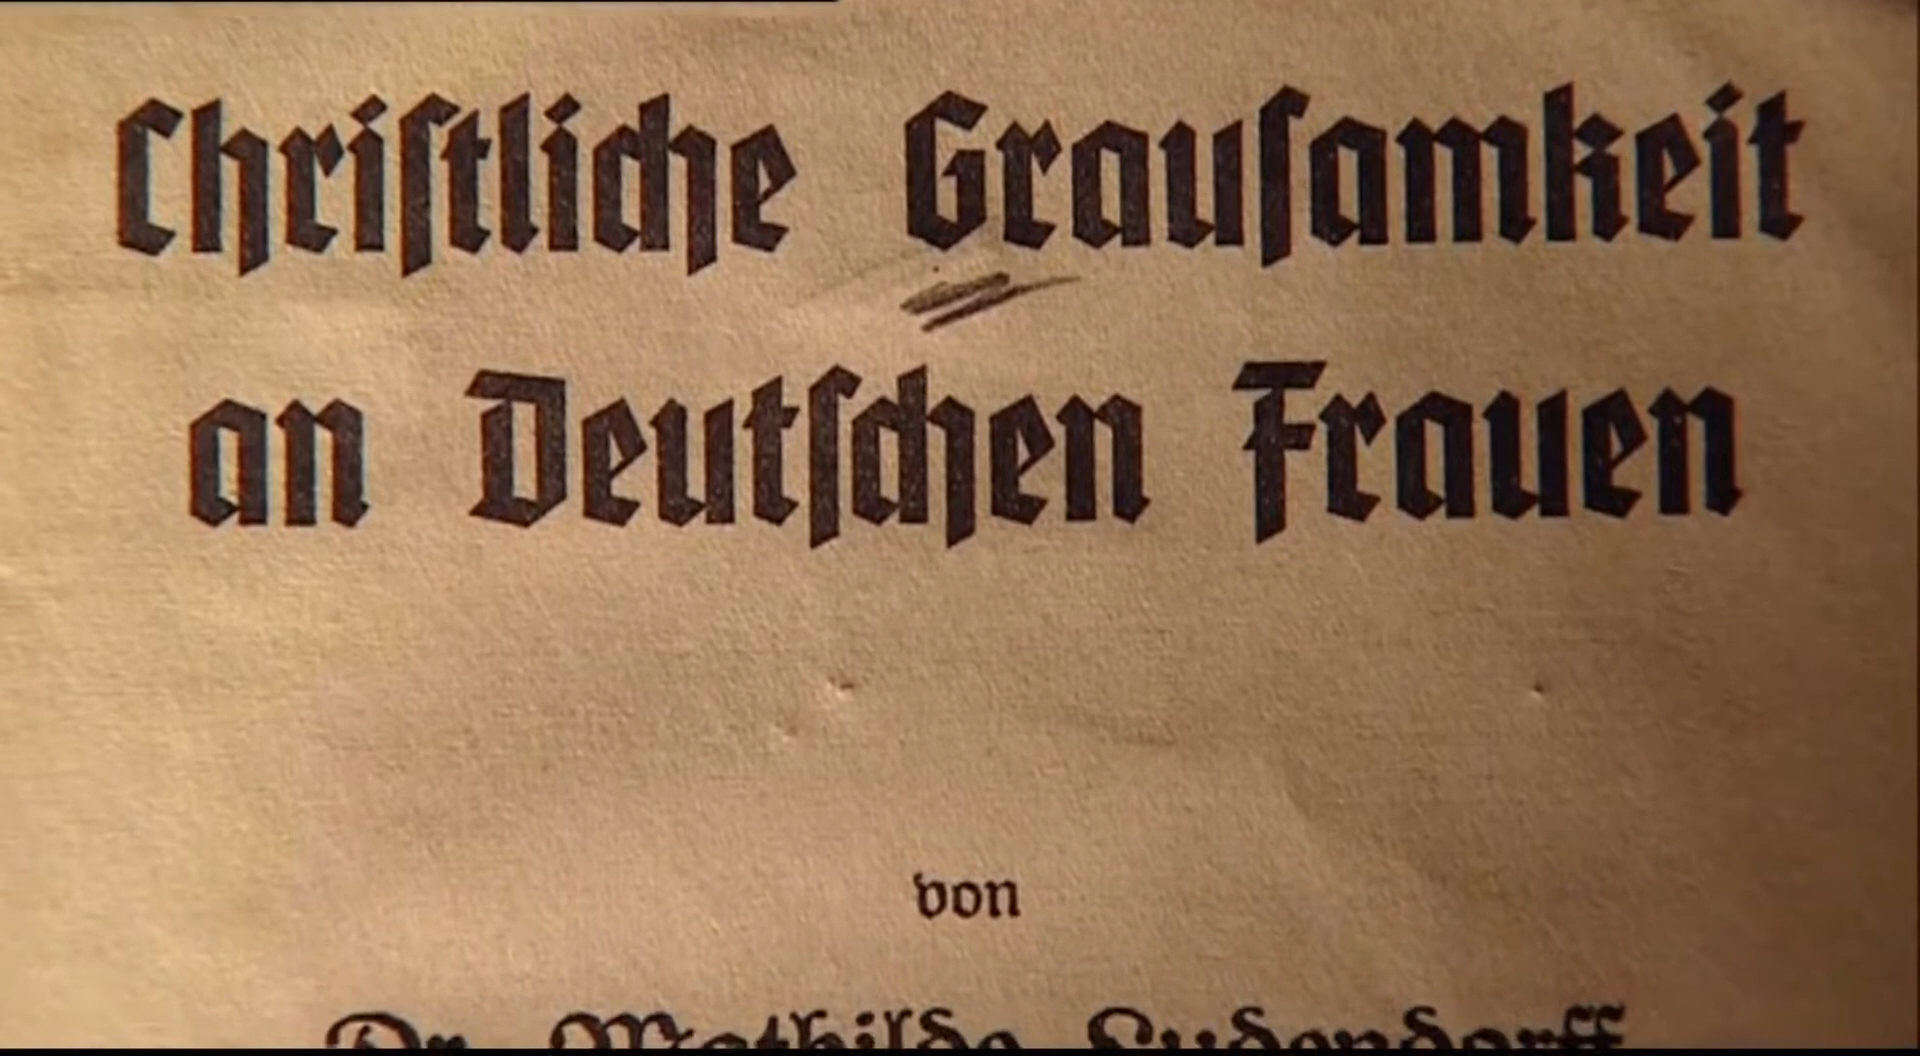 Christliche Grausamkeit
an Deutschen Frauen
von
Dr. Mathilde Ludendorff